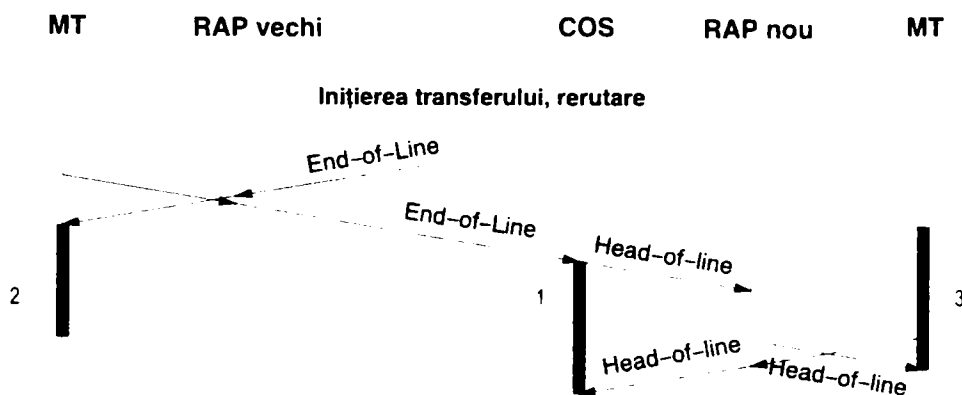 MT RAP vechi COS RAP nou MT
Inițierea transferului, rerutare
End-of-Line
End-of-Line
Head-of-line
2
1
3
Head-of-line
Head-of-line